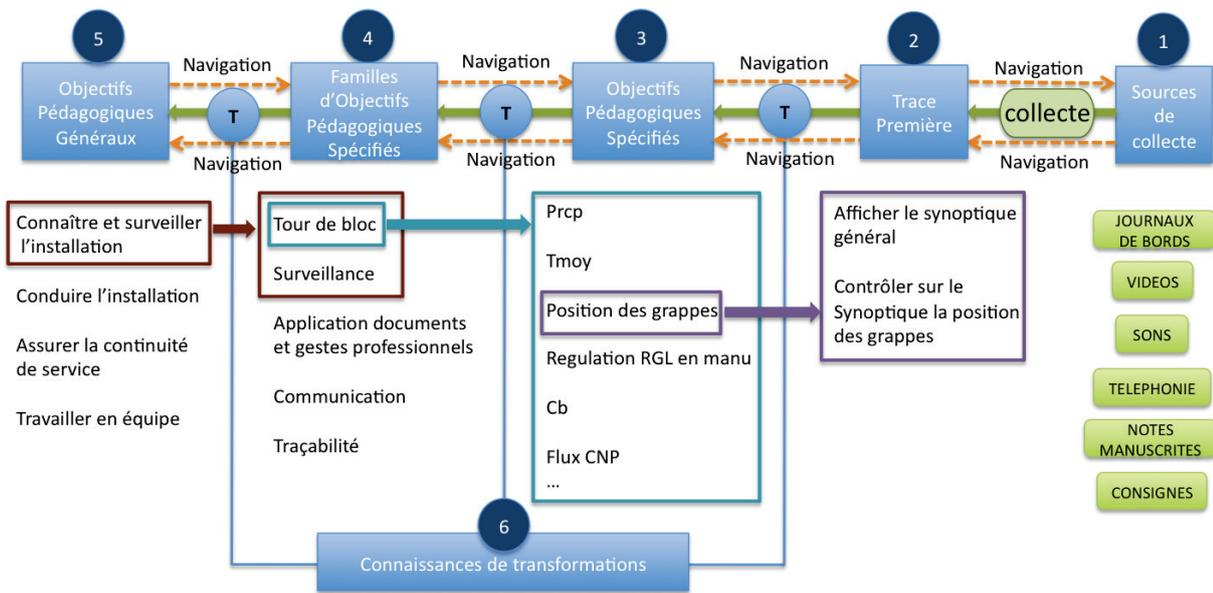 5
4
3
2
1
Objectifs
Pédagogiques
Généraux
Navigation
T
Navigation
Familles
d'Objectifs
Pédagogiques
Spécifiés
Navigation
T
Navigation
Objectifs
Pédagogiques
Spécifiés
Navigation
T
Navigation
Trace
Première
Navigation
collecte
Navigation
Sources
de
collecte
Connaître et surveiller
l'installation
Conduire l'installation
Assurer la continuité
de service
Travailler en équipe
Tour de bloc
Surveillance
Application documents
et gestes professionnels
Communication
Traçabilité
Prcp
Tmoy
Position des grappes
Regulation RGL en manu
Cb
Flux CNP
...
Afficher le synoptique
général
Contrôler sur le
Synoptique la position
des grappes
JOURNAUX
DE BORDS
VIDEOS
SONS
TELEPHONIE
NOTES
MANUSCRITES
CONSIGNES
6
Connaissances de transformations